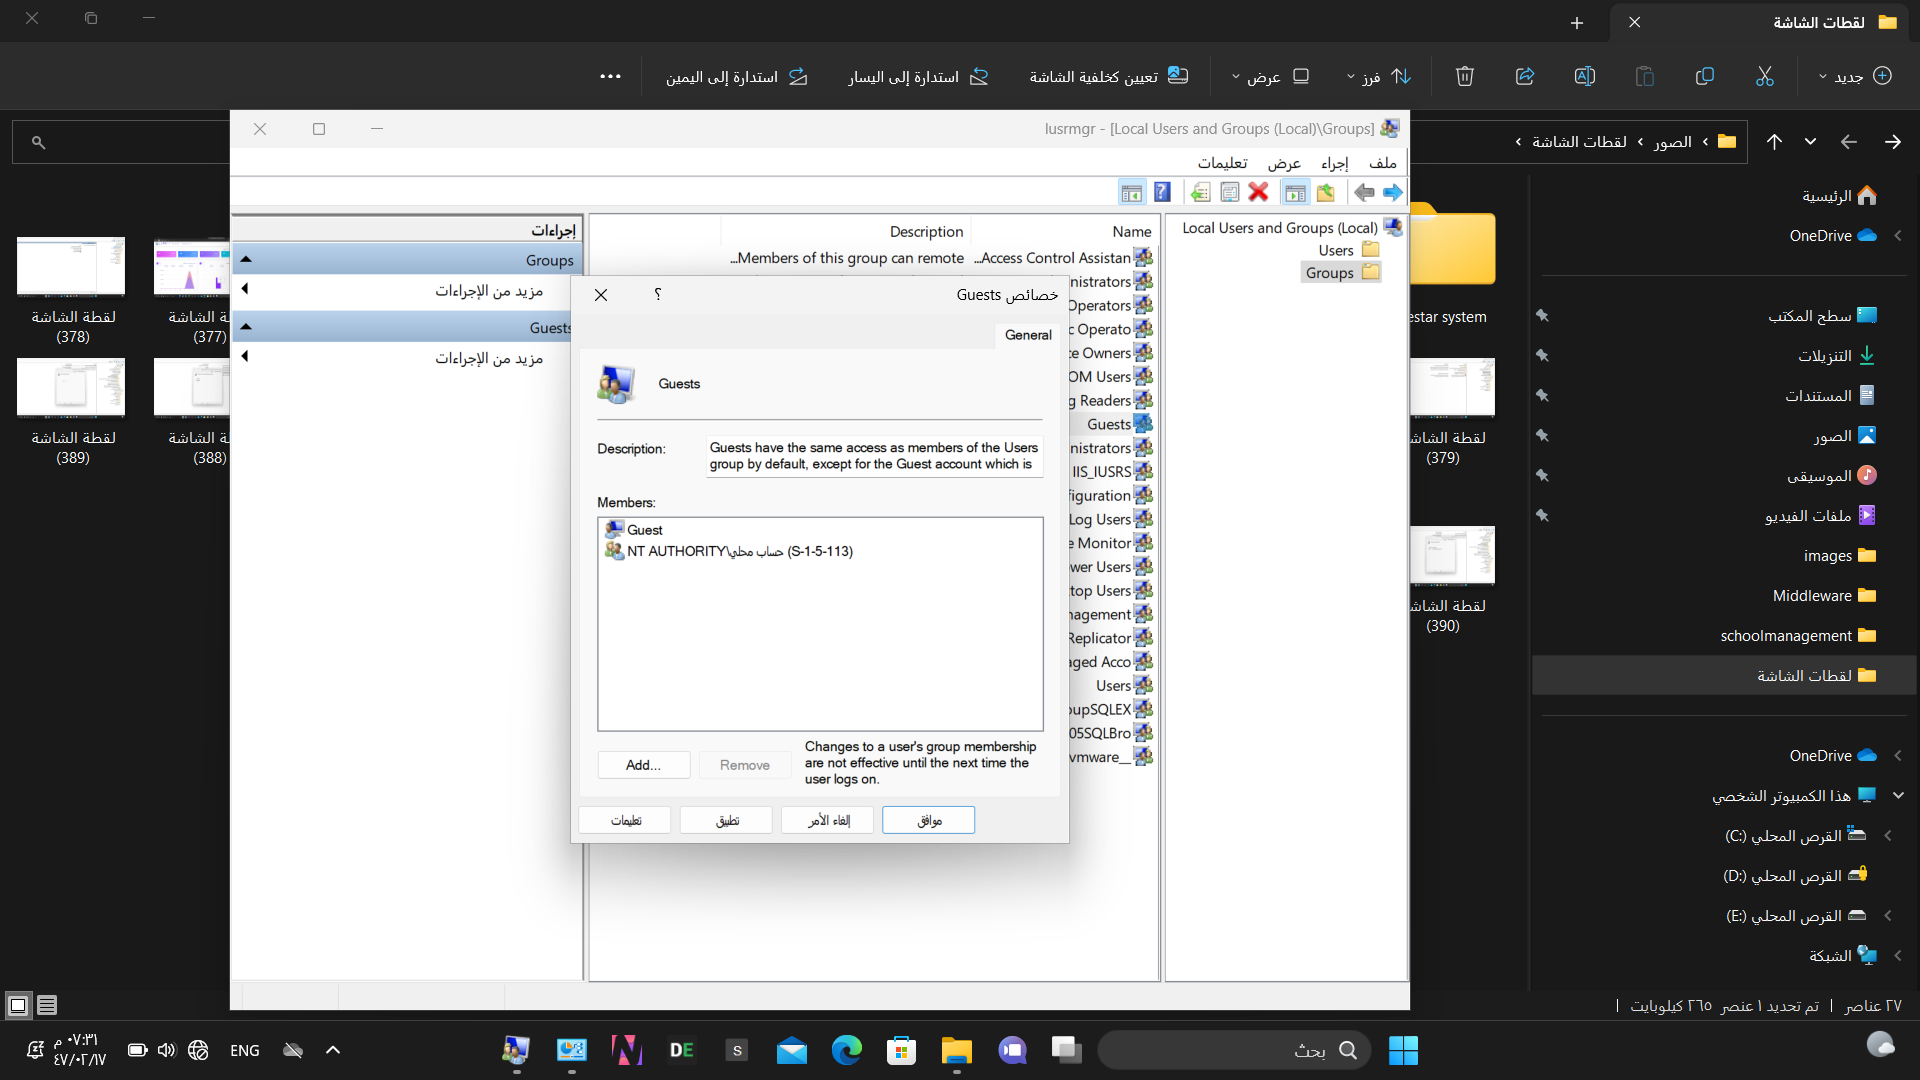 لقطات الشاشة
جديد
فرز
عرض
تعيين كخلفية الشاشة
استدارة إلى اليسار
استدارة إلى اليمين
الصور › لقطات الشاشة ›
lusrmgr - [Local Users and Groups (Local)\Groups]
ملف إجراء عرض تعليمات
Local Users and Groups (Local)
Users
Groups
Name Description
Access Control Assistan... Members of this group can remote...
nistrators
Operators
c Operato
ce Owners
OM Users
g Readers
Guests
nistrators
IIS_IUSRS
figuration
Log Users
e Monitor
wer Users
top Users
nagement
Replicator
aged Acco
Users
oupSQLEX
05SQLBro
vmware__
إجراءات
Groups
مزيد من الإجراءات
Guests
مزيد من الإجراءات
خصائص Guests
؟
General
Guests
Description:
Guests have the same access as members of the Users
group by default, except for the Guest account which is
Members:
Guest
NT AUTHORITY\حساب محلي (S-1-5-113)
Add...
Remove
Changes to a user's group membership
are not effective until the next time the
user logs on.
موافق
إلغاء الأمر
تطبيق
تعليمات
estar system
لقطة الشاش
(379)
لقطة الشاش
(390)
ة الشاشة
(377)
لقطة الشاشة
(378)
ة الشاشة
(388)
لقطة الشاشة
(389)
الرئيسية
OneDrive
سطح المكتب
التنزيلات
المستندات
الصور
الموسيقى
ملفات الفيديو
images
Middleware
schoolmanagement
لقطات الشاشة
OneDrive
هذا الكمبيوتر الشخصي
القرص المحلي (C:)
القرص المحلي (D:)
القرص المحلي (E:)
الشبكة
٢٧ عناصر
تم تحديد ١ عنصر ٢٦٥ كيلوبايت
بحث
S
DE
N
ENG
٠٧:٣١ م
٤٧/٠٢/١٧